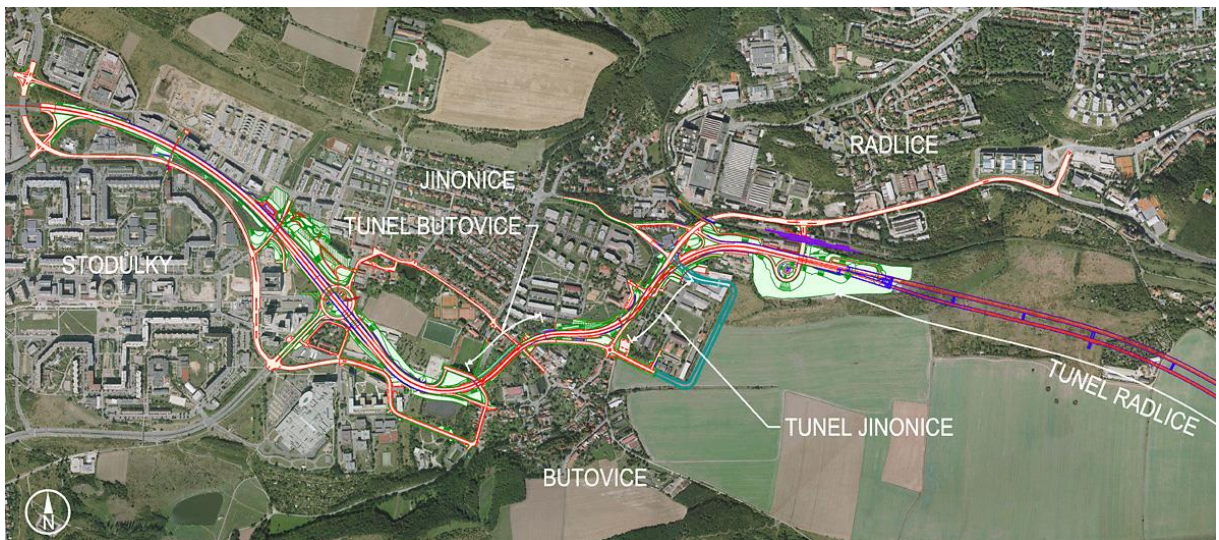 RADLICE
JINONICE
TUNEL BUTOVICE
STODŮLKY
TUNEL RADLICE
TUNEL JINONICE
BUTOVICE
N